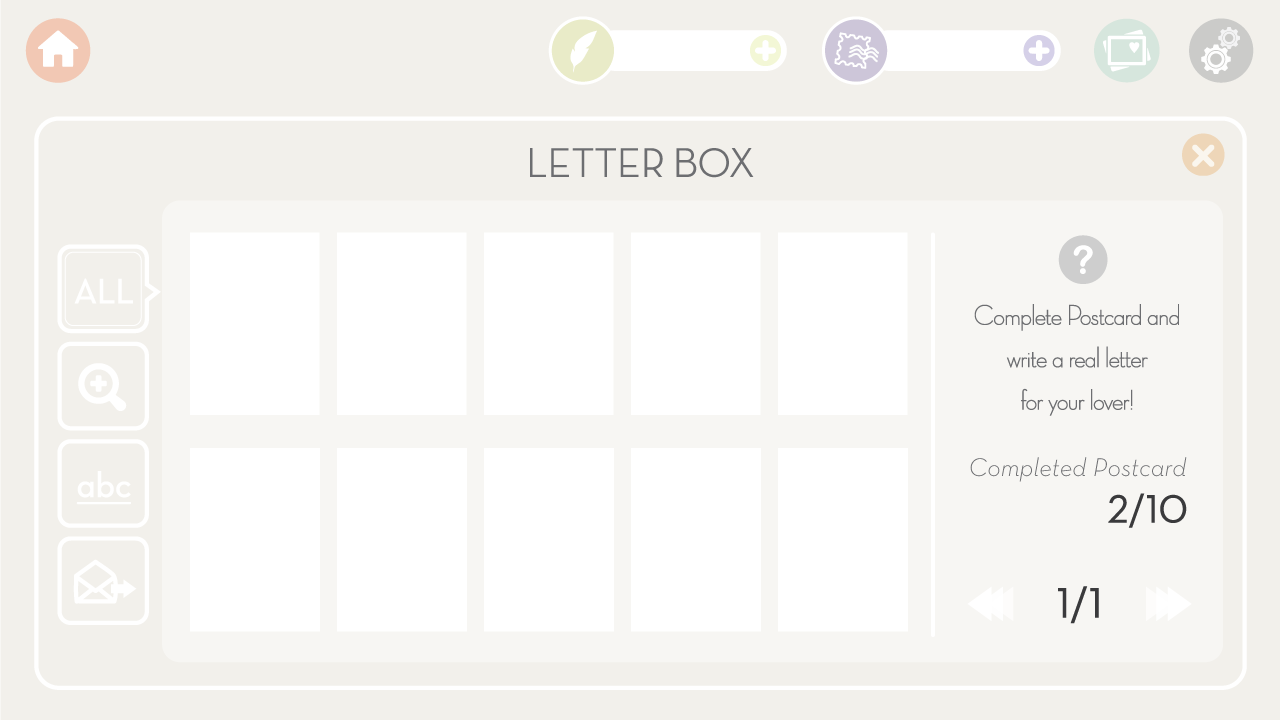 LETTER BOX
ALL
abc
?
Complete Postcard and
write a real letter
for your lover!
Completed Postcard
2/10
1/1